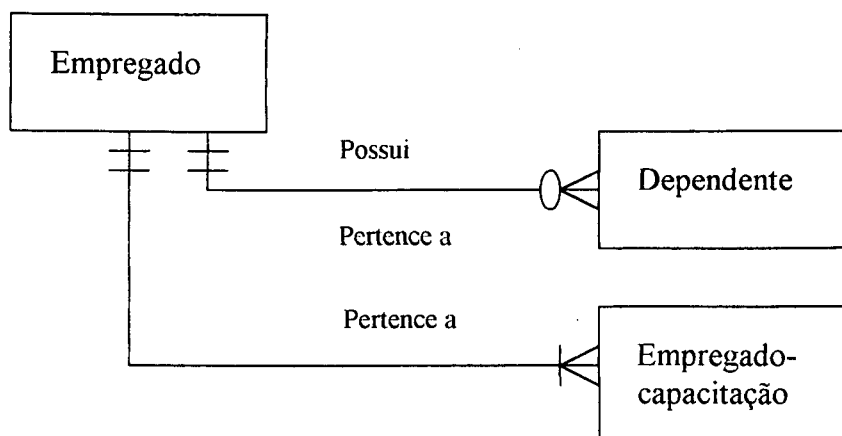 Empregado
Possui
Dependente
Pertence a
Pertence a
Empregado-
capacitação